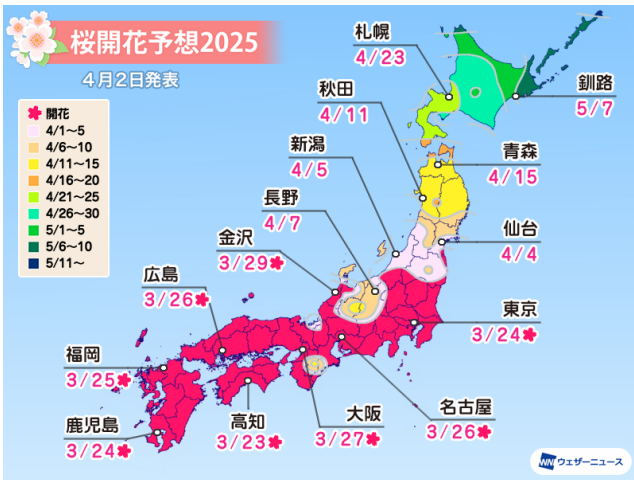 桜開花予想2025
4月2日発表
開花
4/1〜5
4/6〜10
4/11〜15
4/16〜20
4/21〜25
4/26〜30
5/1〜5
5/6〜10
5/11〜
札幌
4/23
釧路
5/7
秋田
4/11
青森
4/15
新潟
4/5
長野
4/7
仙台
4/4
金沢
3/29
広島
3/26
東京
3/24
福岡
3/25
名古屋
3/26
鹿児島
3/24
高知
3/23
大阪
3/27
WN ウェザーニュース